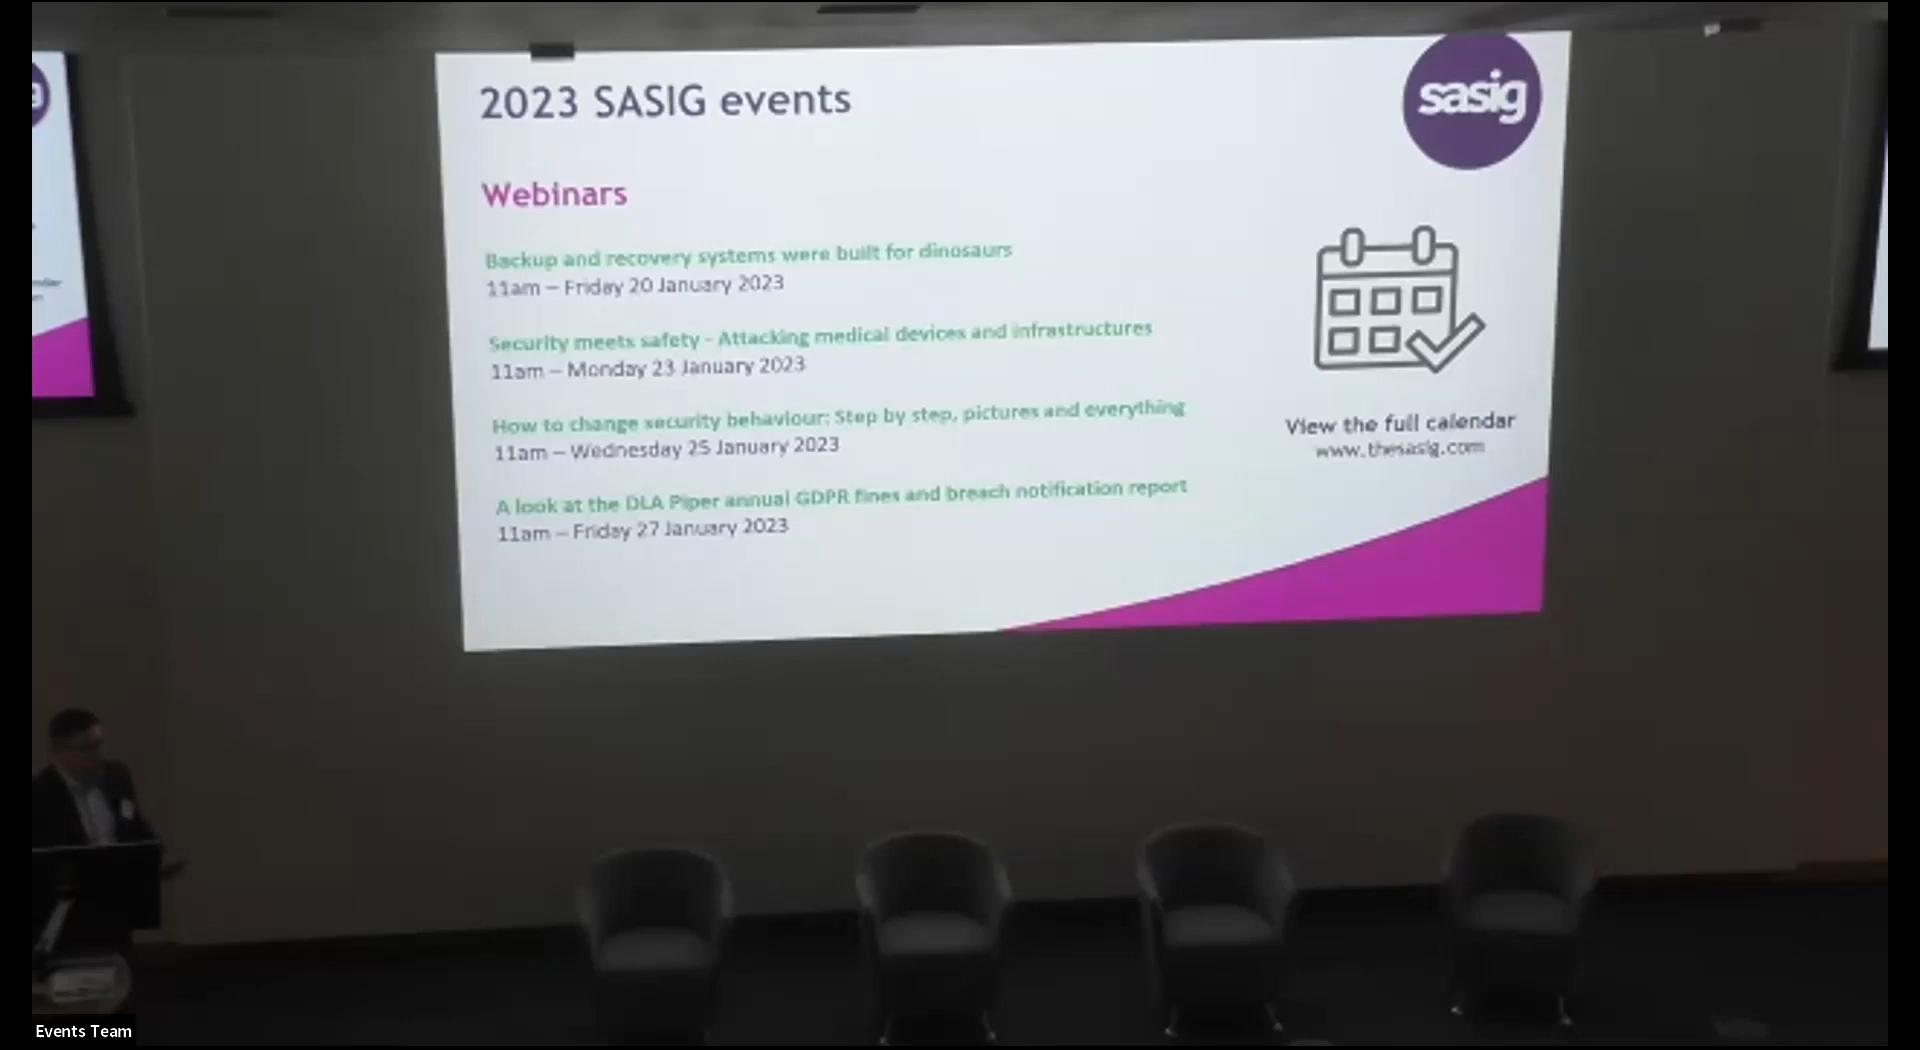 2023 SASIG events
sasig
Webinars
Backup and recovery systems were built for dinosaurs
11am – Friday 20 January 2023
Security meets safety - Attacking medical devices and infrastructures
11am – Monday 23 January 2023
How to change security behaviour: Step by step, pictures and everything
11am – Wednesday 25 January 2023
A look at the DLA Piper annual GDPR fines and breach notification report
11am – Friday 27 January 2023
View the full calendar
www.thesasig.com
Events Team